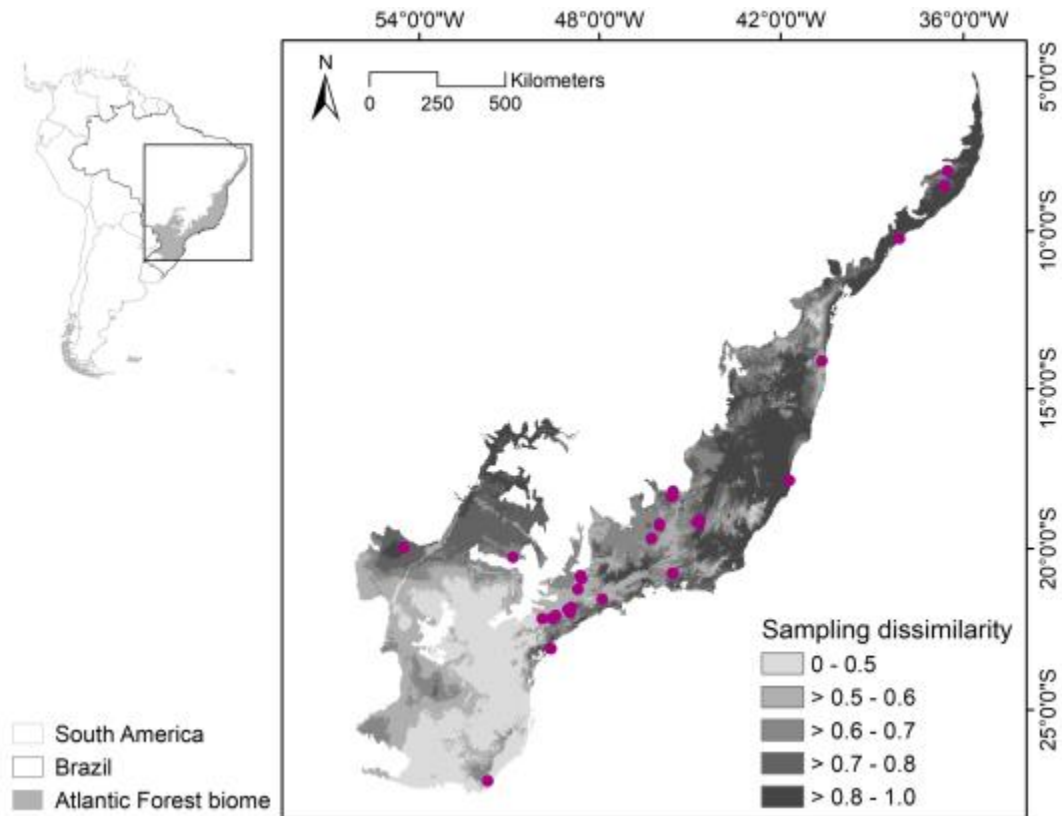 54°0'0"W 48°0'0"W 42°0'0"W 36°0'0"W
N
Kilometers
0 250 500
5°0'0"S
10°0'0"S
15°0'0"S
20°0'0"S
25°0'0"S
Sampling dissimilarity
0 - 0.5
> 0.5 - 0.6
> 0.6 - 0.7
> 0.7 - 0.8
> 0.8 - 1.0
South America
Brazil
Atlantic Forest biome